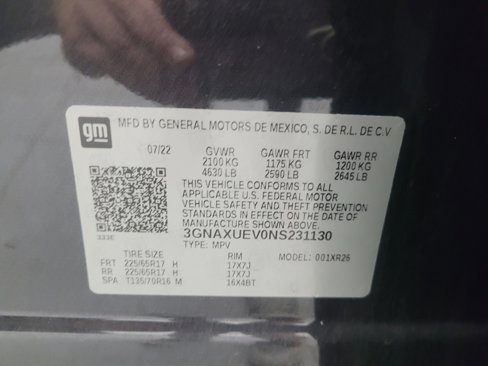 gm MFD BY GENERAL MOTORS DE MEXICO, S. DE R.L. DE C.V
07/22 GVWR GAWR FRT GAWR RR
2100 KG 1175 KG 1200 KG
4630 LB 2590 LB 2645 LB
THIS VEHICLE CONFORMS TO ALL
APPLICABLE U.S. FEDERAL MOTOR
VEHICLE SAFETY AND THEFT PREVENTION
STANDARDS IN EFFECT ON THE DATE OF
MANUFACTURE SHOWN ABOVE.
333E 3GNAXUEV0NS231130
TYPE: MPV
TIRE SIZE RIM MODEL: 001XR26
FRT 225/65R17 H 17X7J
RR 225/65R17 H 17X7J
SPA T135/70R16 M 16X4BT